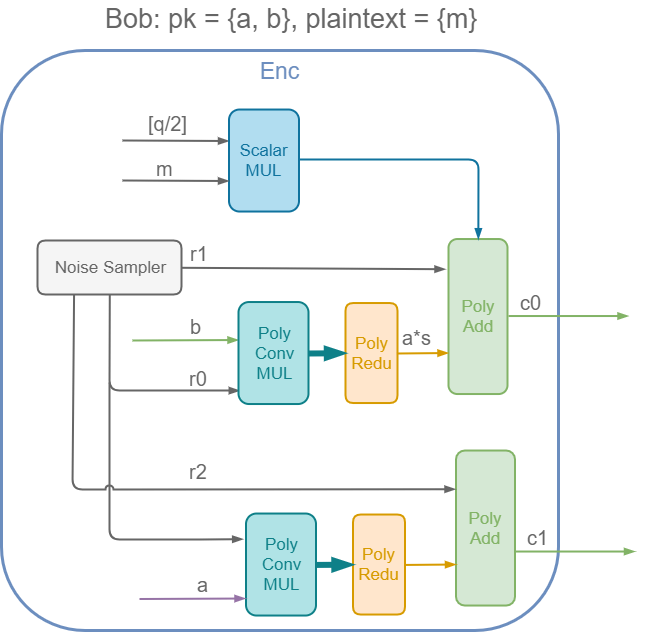 Bob: pk = {a, b}, plaintext = {m}
Enc
[q/2]
m
Scalar
MUL
Noise Sampler
r1
b
r0
Poly
Conv
MUL
Poly
Redu
a*s
Poly
Add
c0
r2
a
Poly
Conv
MUL
Poly
Redu
Poly
Add
c1